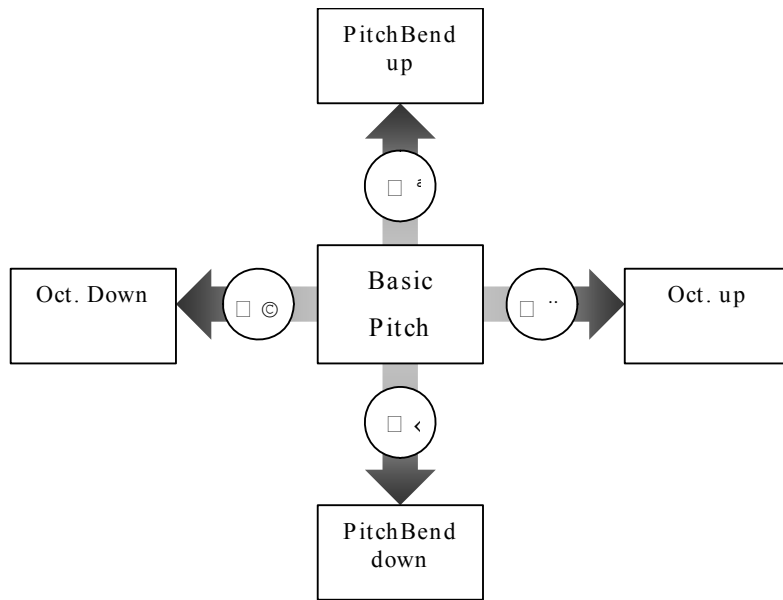 PitchBend
up
□ ª
Oct. Down
□ ©
Basic
Pitch
□ ¨
Oct. up
□ ‹
PitchBend
down